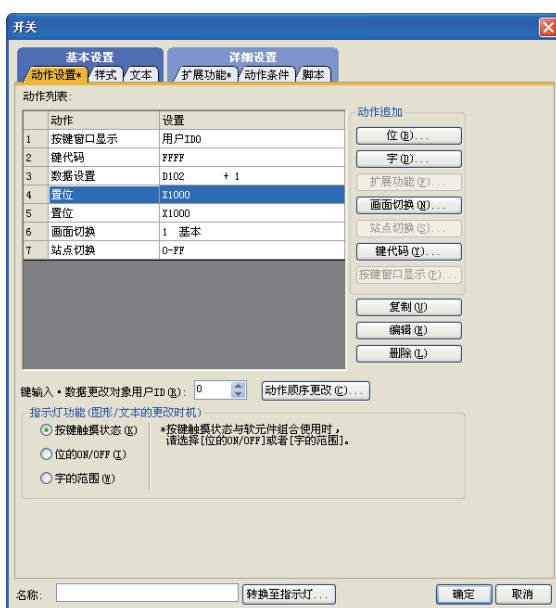 开关
基本设置 详细设置
动作设置* 样式 文本 扩展功能* 动作条件 脚本
动作列表:
动作 设置
1 按键窗口显示 用户ID0
2 键代码 FFFF
3 数据设置 D102 + 1
4 置位 X1000
5 置位 X1000
6 画面切换 1 基本
7 站点切换 0-FF
动作追加
位(B)...
字(D)...
扩展功能(F)...
画面切换(N)...
站点切换(S)...
键代码(Y)...
按键窗口显示(P)...
复制(U)
编辑(E)
删除(L)
键输入・数据更改对象用户ID(R): 0 动作顺序更改(C)...
指示灯功能(图形/文本的更改时机)
按键触摸状态(K) *按键触摸状态与软元件组合使用时，
请选择[位的ON/OFF]或者[字的范围]。
位的ON/OFF(I)
字的范围(W)
名称: 转换至指示灯... 确定 取消